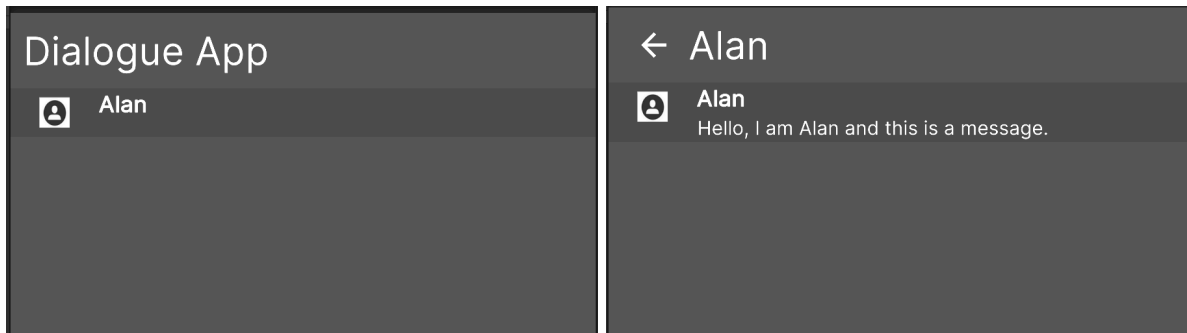 Dialogue App
Alan
Alan
Alan
Hello, I am Alan and this is a message.